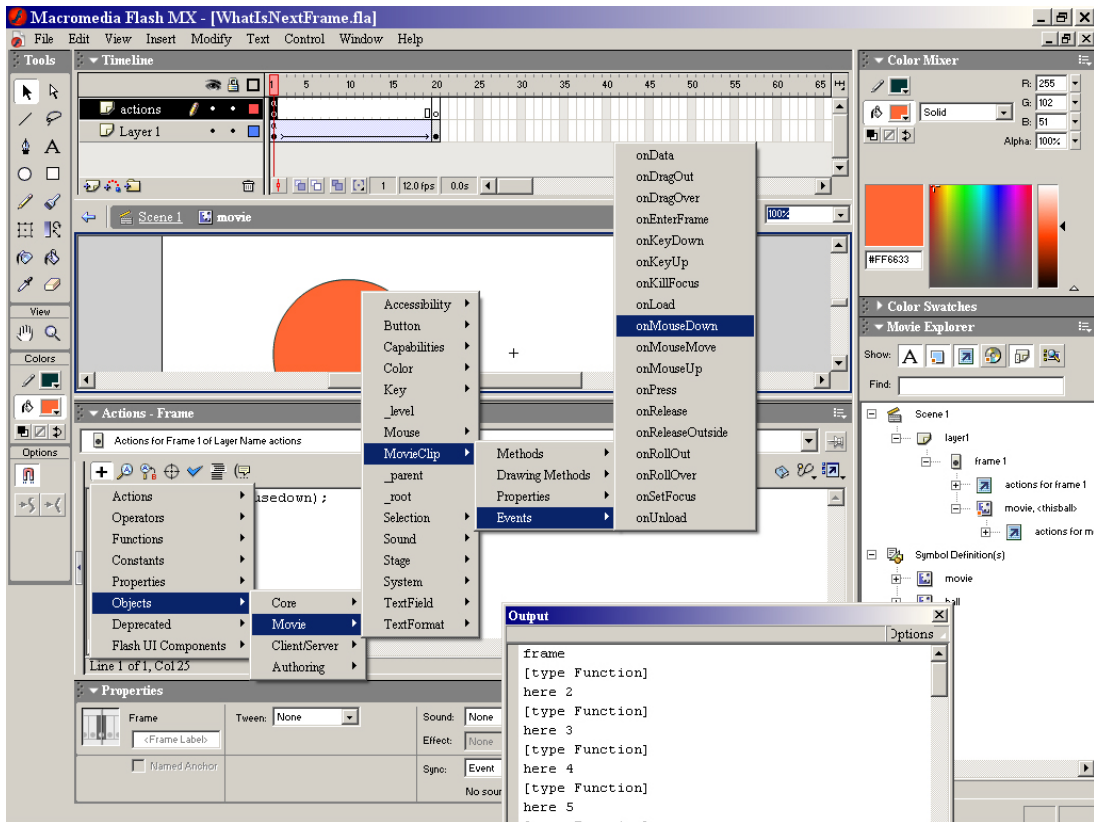 Macromedia Flash MX - [WhatIsNextFrame.fla]
File Edit View Insert Modify Text Control Window Help
Tools
View
Colors
Options
Timeline
1 5 10 15 20 25 30 35 40 45 50 55 60 65
actions
Layer 1
1 12.0 fps 0.0s
Scene 1 movie
100%
Actions - Frame
Actions for Frame 1 of Layer Name actions
usedown);
Line 1 of 1, Col 25
Actions
Operators
Functions
Constants
Properties
Objects
Deprecated
Flash UI Components
Core
Movie
Client/Server
Authoring
Accessibility
Button
Capabilities
Color
Key
_level
Mouse
MovieClip
_parent
_root
Selection
Sound
Stage
System
TextField
TextFormat
Methods
Drawing Methods
Properties
Events
onData
onDragOut
onDragOver
onEnterFrame
onKeyDown
onKeyUp
onKillFocus
onLoad
onMouseDown
onMouseMove
onMouseUp
onPress
onRelease
onReleaseOutside
onRollOut
onRollOver
onSetFocus
onUnload
Properties
Frame
<Frame Label>
Named Anchor
Tween: None
Sound: None
Effect: None
Sync: Event
No sour
Output
Options
frame
[type Function]
here 2
[type Function]
here 3
[type Function]
here 4
[type Function]
here 5
Color Mixer
R: 255
Solid
G: 102
B: 51
Alpha: 100%
#FF6633
Color Swatches
Movie Explorer
Show: A
Find:
Scene 1
layer1
frame 1
actions for frame 1
movie, <thisball>
actions for m
Symbol Definition(s)
movie
ball